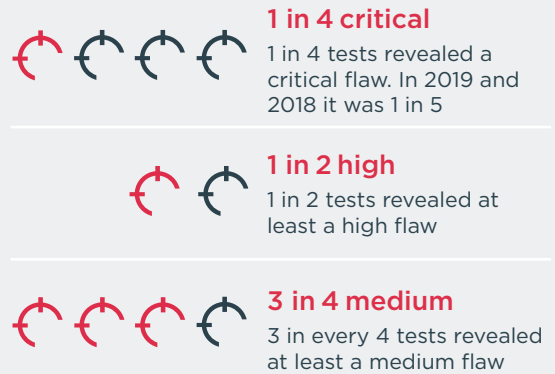 1 in 4 critical
1 in 4 tests revealed a
critical flaw. In 2019 and
2018 it was 1 in 5
1 in 2 high
1 in 2 tests revealed at
least a high flaw
3 in 4 medium
3 in every 4 tests revealed
at least a medium flaw